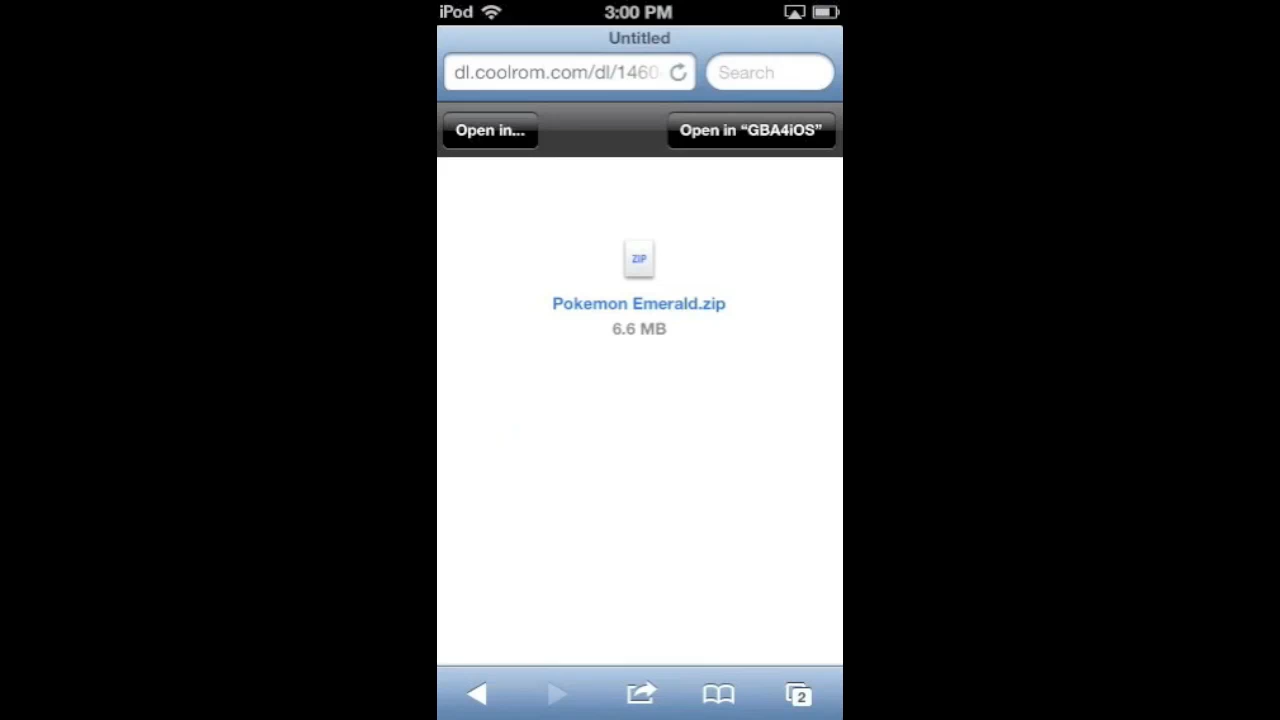 iPod 3:00 PM
Untitled
dl.coolrom.com/dl/1460 Search
Open in... Open in “GBA4iOS”
ZIP
Pokemon Emerald.zip
6.6 MB
2